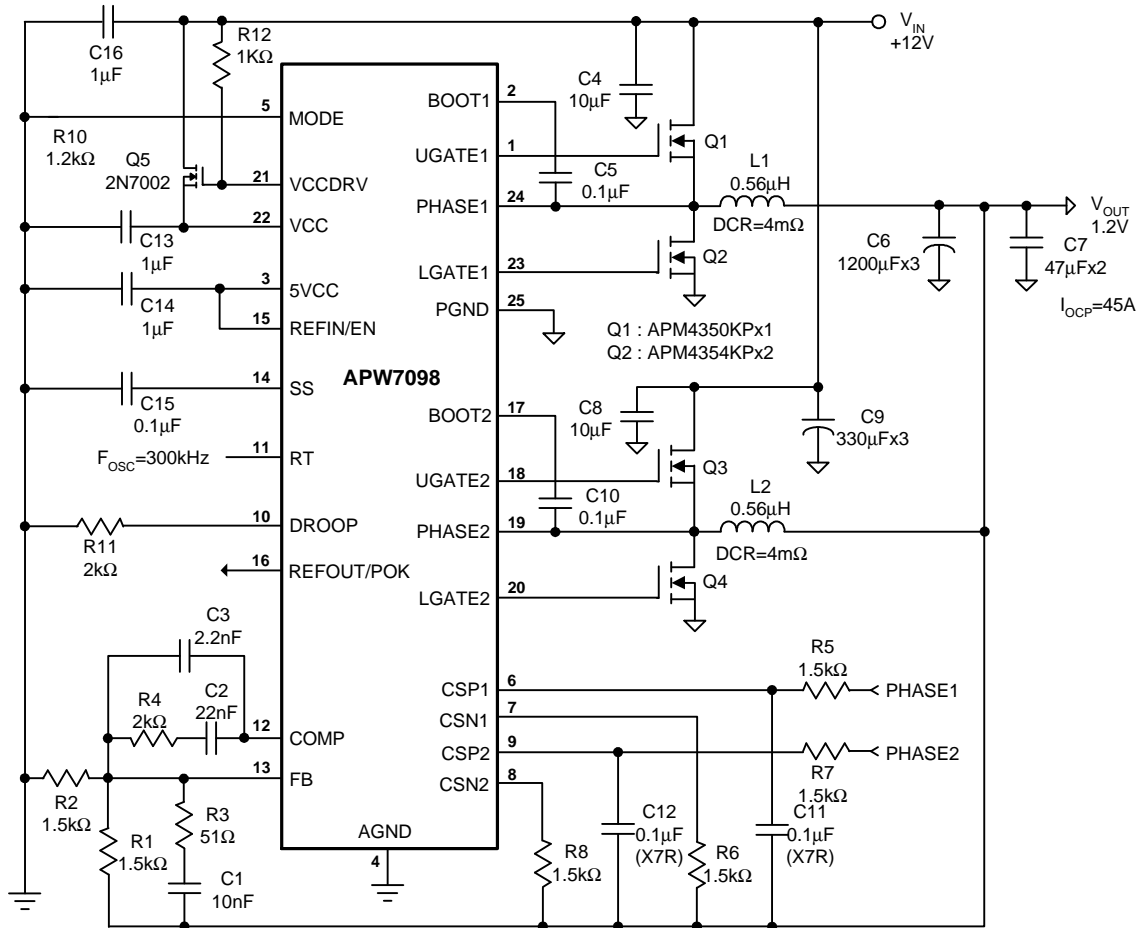 C16
1μF
R12
1KΩ
V_IN
+12V
C4
10μF
5
MODE
2
BOOT1
R10
1.2kΩ
Q5
2N7002
21
VCCDRV
1
UGATE1
Q1
C5
0.1μF
L1
0.56μH
DCR=4mΩ
24
PHASE1
22
VCC
C13
1μF
V_OUT
1.2V
C6
1200μFx3
C7
47μFx2
I_OCP=45A
23
LGATE1
Q2
3
5VCC
C14
1μF
15
REFIN/EN
25
PGND
Q1 : APM4350KPx1
Q2 : APM4354KPx2
APW7098
14
SS
C15
0.1μF
17
BOOT2
C8
10μF
C9
330μFx3
F_OSC=300kHz
11
RT
18
UGATE2
Q3
C10
0.1μF
L2
0.56μH
DCR=4mΩ
10
DROOP
R11
2kΩ
19
PHASE2
16
REFOUT/POK
20
LGATE2
Q4
C3
2.2nF
R4
2kΩ
C2
22nF
12
COMP
6
CSP1
R5
1.5kΩ
PHASE1
7
CSN1
9
CSP2
PHASE2
R7
1.5kΩ
8
CSN2
13
FB
R2
1.5kΩ
R1
1.5kΩ
R3
51Ω
C1
10nF
AGND
4
R8
1.5kΩ
C12
0.1μF
(X7R)
R6
1.5kΩ
C11
0.1μF
(X7R)